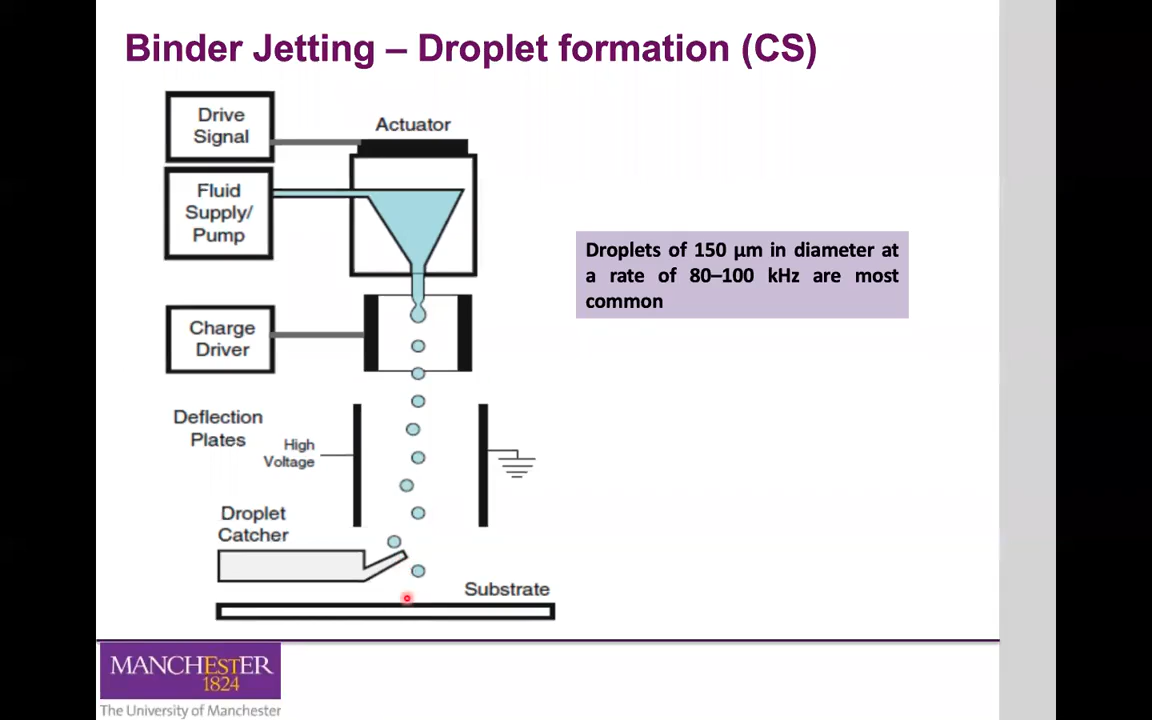 Binder Jetting – Droplet formation (CS)
Drive
Signal
Actuator
Fluid
Supply/
Pump
Droplets of 150 µm in diameter at
a rate of 80–100 kHz are most
common
Charge
Driver
Deflection
Plates
High
Voltage
Droplet
Catcher
Substrate
MANCHESTER
1824
The University of Manchester